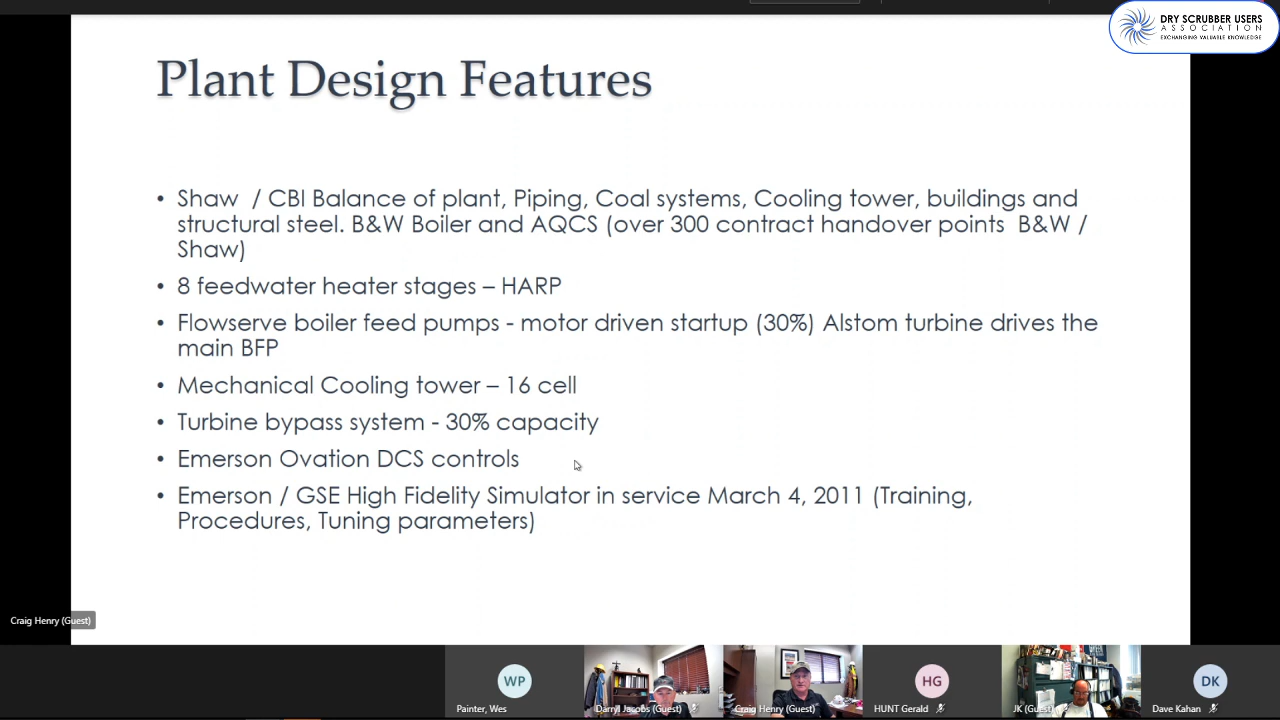 DRY SCRUBBER USERS
ASSOCIATION
EXCHANGING VALUABLE KNOWLEDGE
Plant Design Features
• Shaw / CBI Balance of plant, Piping, Coal systems, Cooling tower, buildings and
structural steel. B&W Boiler and AQCS (over 300 contract handover points B&W /
Shaw)
• 8 feedwater heater stages – HARP
• Flowserve boiler feed pumps - motor driven startup (30%) Alstom turbine drives the
main BFP
• Mechanical Cooling tower – 16 cell
• Turbine bypass system - 30% capacity
• Emerson Ovation DCS controls
• Emerson / GSE High Fidelity Simulator in service March 4, 2011 (Training,
Procedures, Tuning parameters)
Craig Henry (Guest)
WP
HG
DK
Painter, Wes
Darryl Jacobs (Guest)
Craig Henry (Guest)
HUNT Gerald
JK (Guest)
Dave Kahan